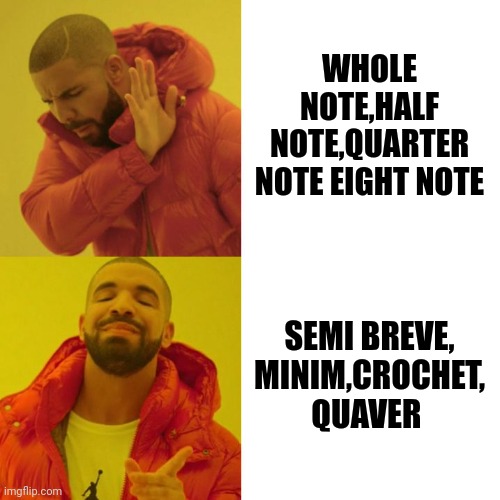 WHOLE
NOTE,HALF
NOTE,QUARTER
NOTE EIGHT NOTE
SEMI BREVE,
MINIM,CROCHET,
QUAVER
imgflip.com